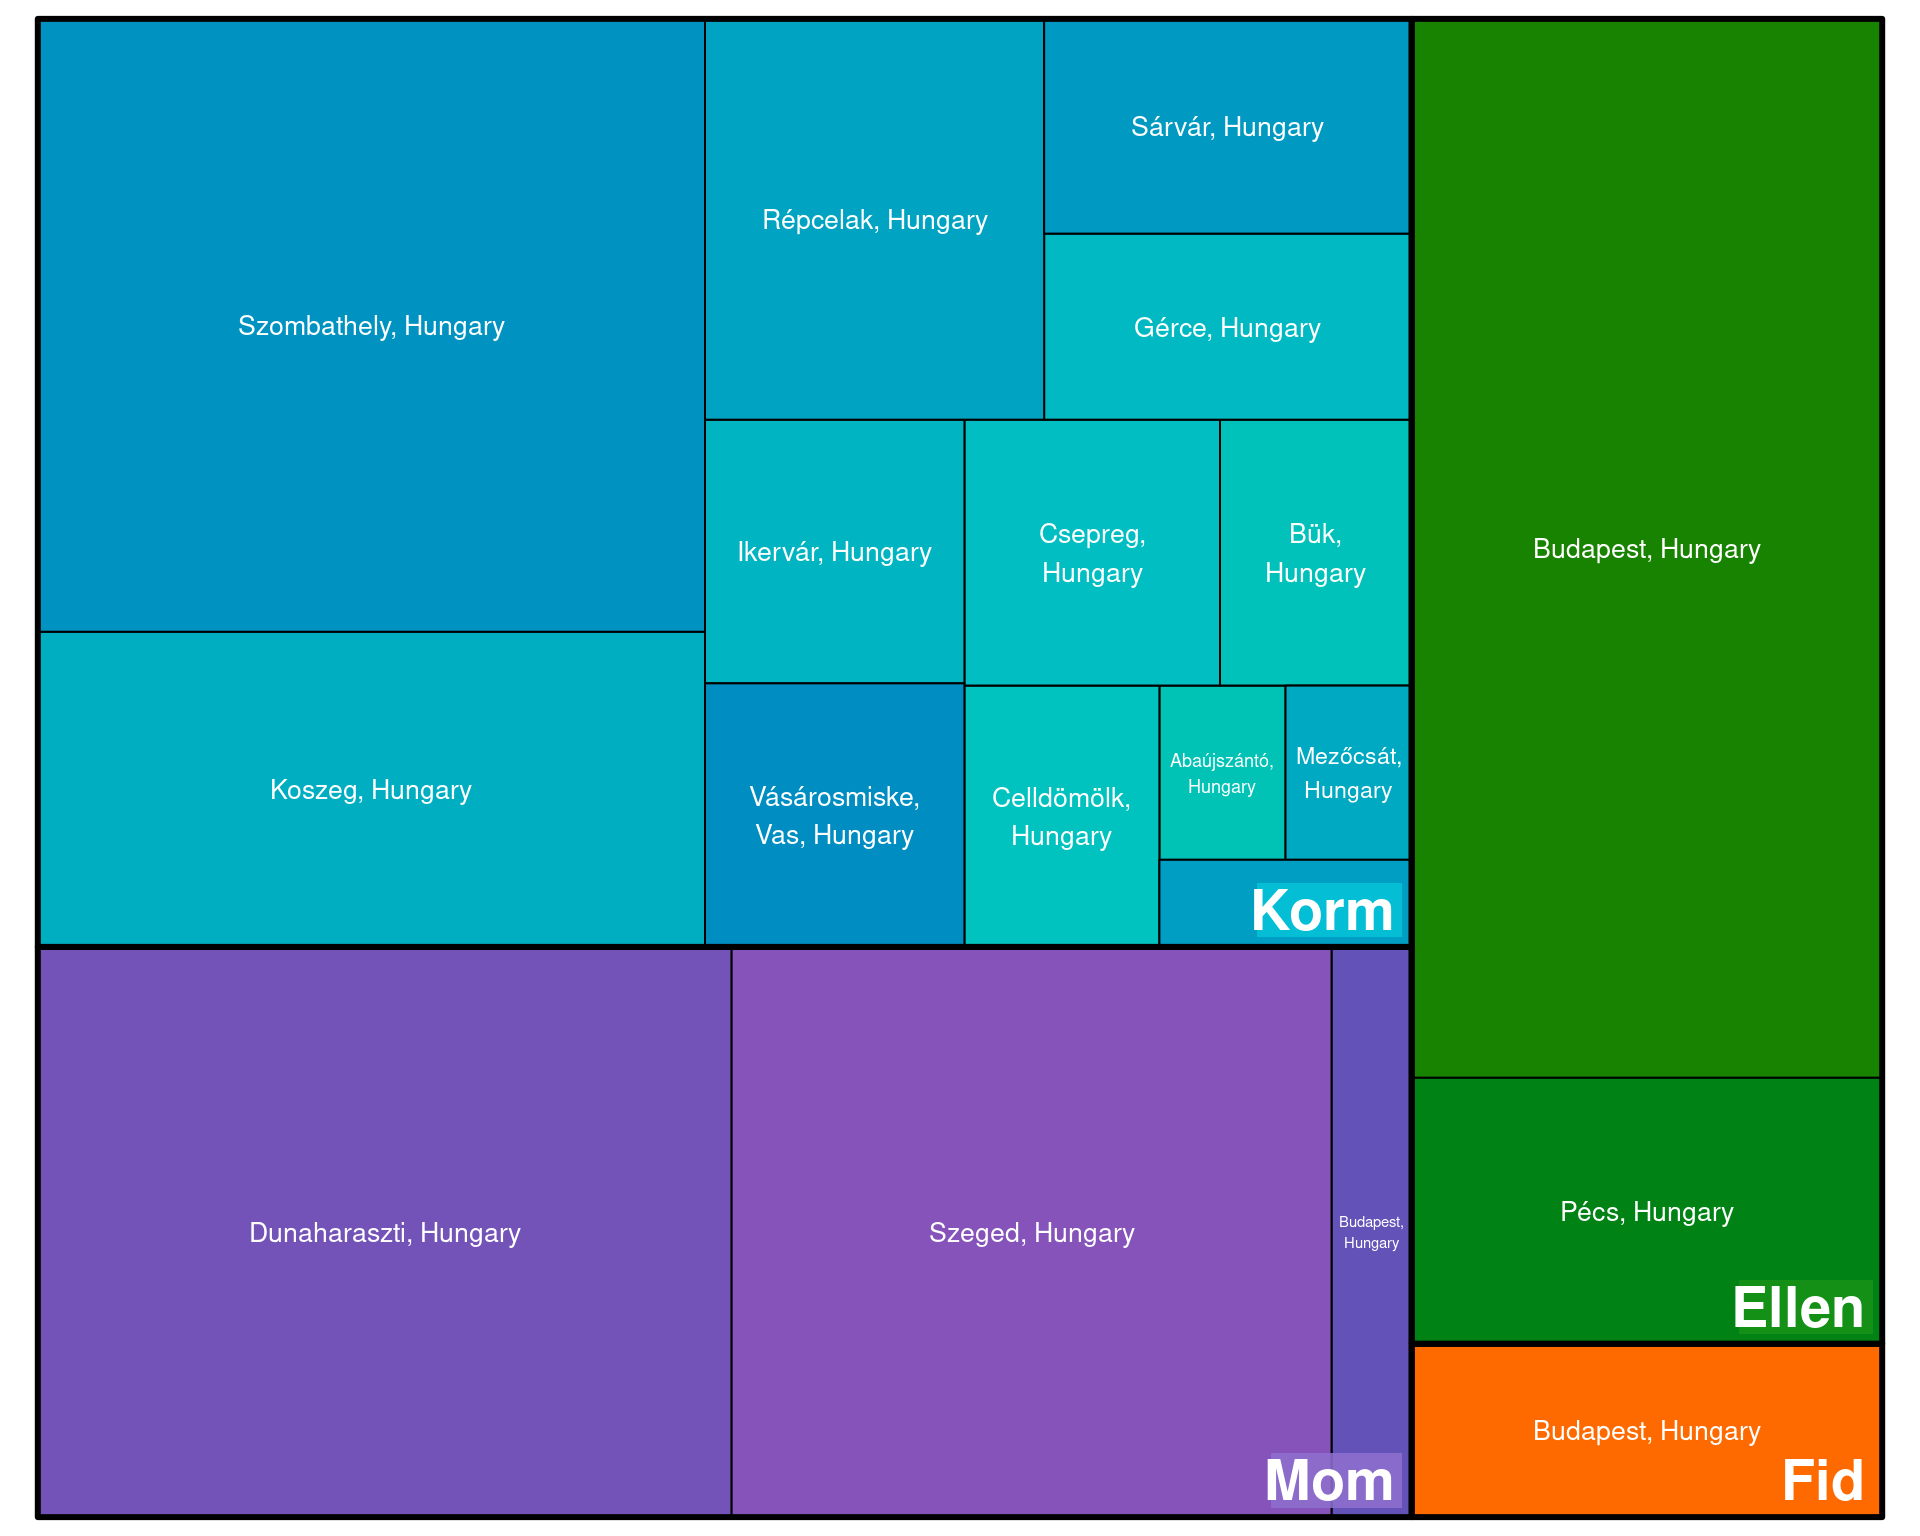 Szombathely, Hungary
Koszeg, Hungary
Répcelak, Hungary
Sárvár, Hungary
Gérce, Hungary
Ikervár, Hungary
Csepreg,
Hungary
Bük,
Hungary
Vásárosmiske,
Vas, Hungary
Celldömölk,
Hungary
Abaújszántó,
Hungary
Mezőcsát,
Hungary
Korm
Dunaharaszti, Hungary
Szeged, Hungary
Budapest,
Hungary
Mom
Budapest, Hungary
Pécs, Hungary
Ellen
Budapest, Hungary
Fid